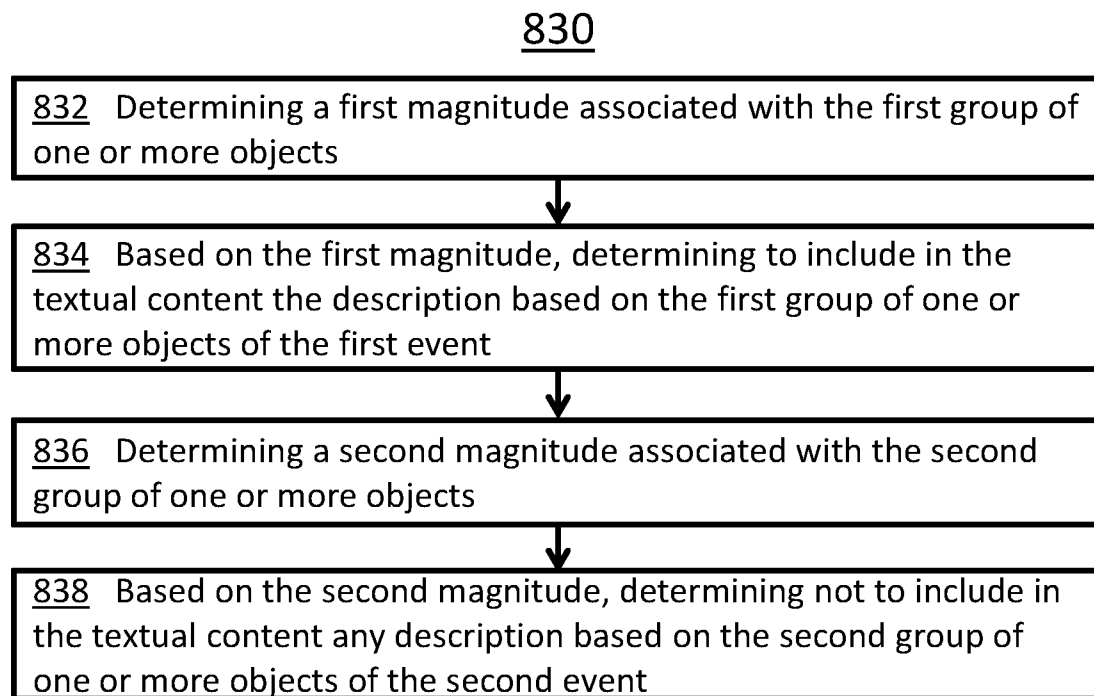 830
832 Determining a first magnitude associated with the first group of
one or more objects
834 Based on the first magnitude, determining to include in the
textual content the description based on the first group of one or
more objects of the first event
836 Determining a second magnitude associated with the second
group of one or more objects
838 Based on the second magnitude, determining not to include in
the textual content any description based on the second group of
one or more objects of the second event